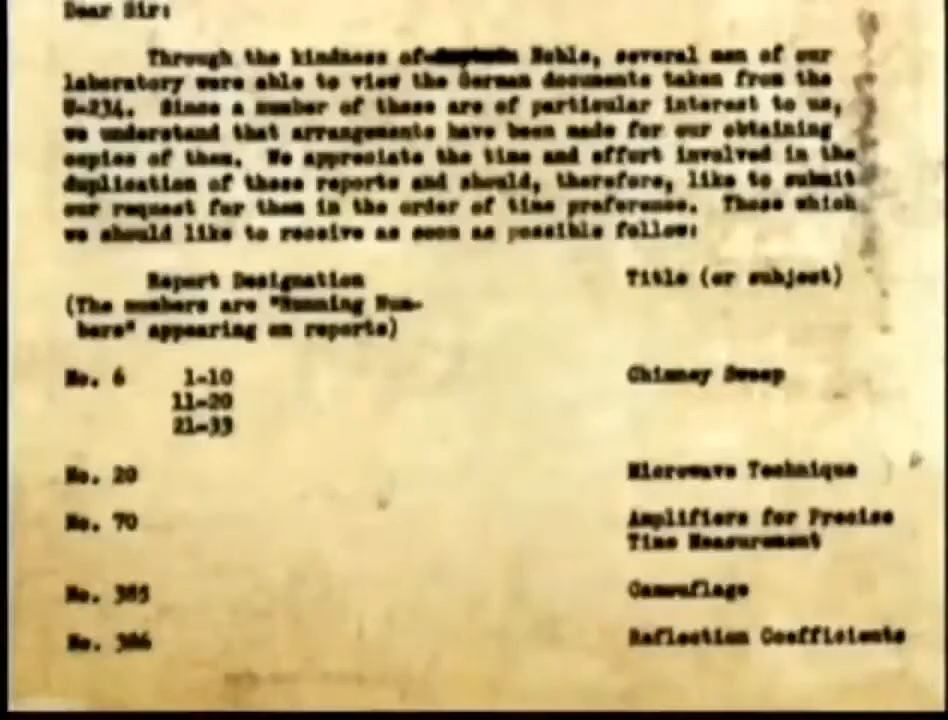 Dear Sir:
Through the kindness of Noble, several men of our
laboratory were able to view the German documents taken from the
U-234. Since a number of these are of particular interest to us,
we understand that arrangements have been made for our obtaining
copies of them. We appreciate the time and effort involved in the
duplication of these reports and should, therefore, like to submit
our request for them in the order of time preference. Those which
we should like to receive as soon as possible follow:
Report Designation Title (or subject)
(The numbers are "Running Num-
bers" appearing on reports)
No. 6 1-10 Chimney Sweep
11-20
21-33
No. 20 Microwave Technique
No. 70 Amplifiers for Precise
Time Measurement
No. 385 Camouflage
No. 386 Reflection Coefficients